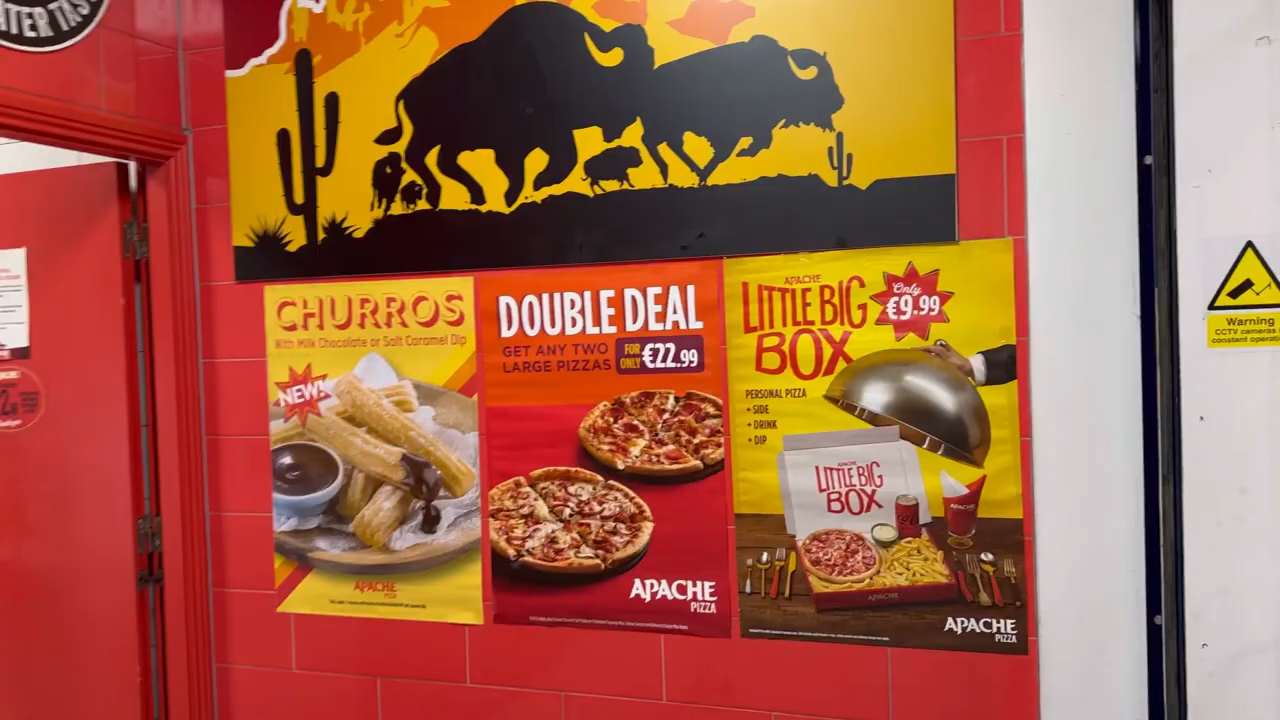 ATER TAS
CHURROS
With Milk Chocolate or Salt Caramel Dip
NEW!
APACHE
PIZZA
DOUBLE DEAL
GET ANY TWO
LARGE PIZZAS
FOR
ONLY €22.99
APACHE
PIZZA
APACHE
LITTLE BIG
BOX
Only
€9.99
PERSONAL PIZZA
+ SIDE
+ DRINK
+ DIP
APACHE
LITTLE BIG
BOX
APACHE
APACHE
APACHE
PIZZA
Warning
CCTV cameras
constant operati